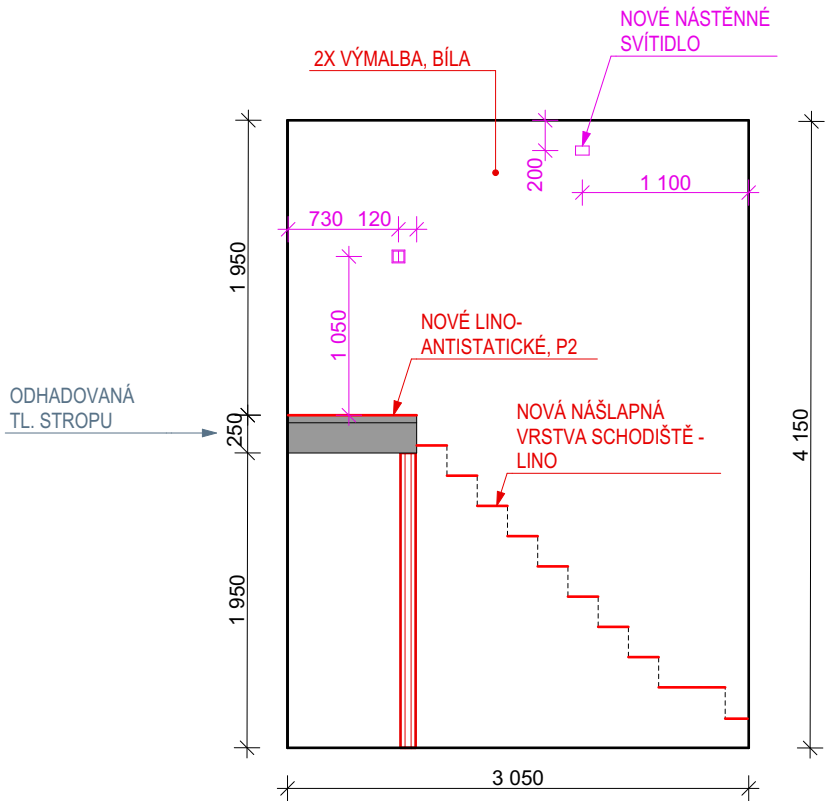 NOVÉ NÁSTĚNNÉ
SVÍTIDLO
2X VÝMALBA, BÍLA
200
1 100
730
120
1 950
1 050
NOVÉ LINO-
ANTISTATICKÉ, P2
ODHADOVANÁ
TL. STROPU
250
NOVÁ NÁŠLAPNÁ
VRSTVA SCHODIŠTĚ -
LINO
4 150
1 950
3 050